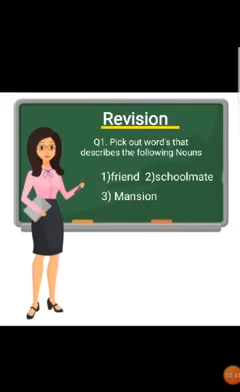 Revision
Q1. Pick out word's that
describes the following Nouns
1)friend 2)schoolmate
3) Mansion